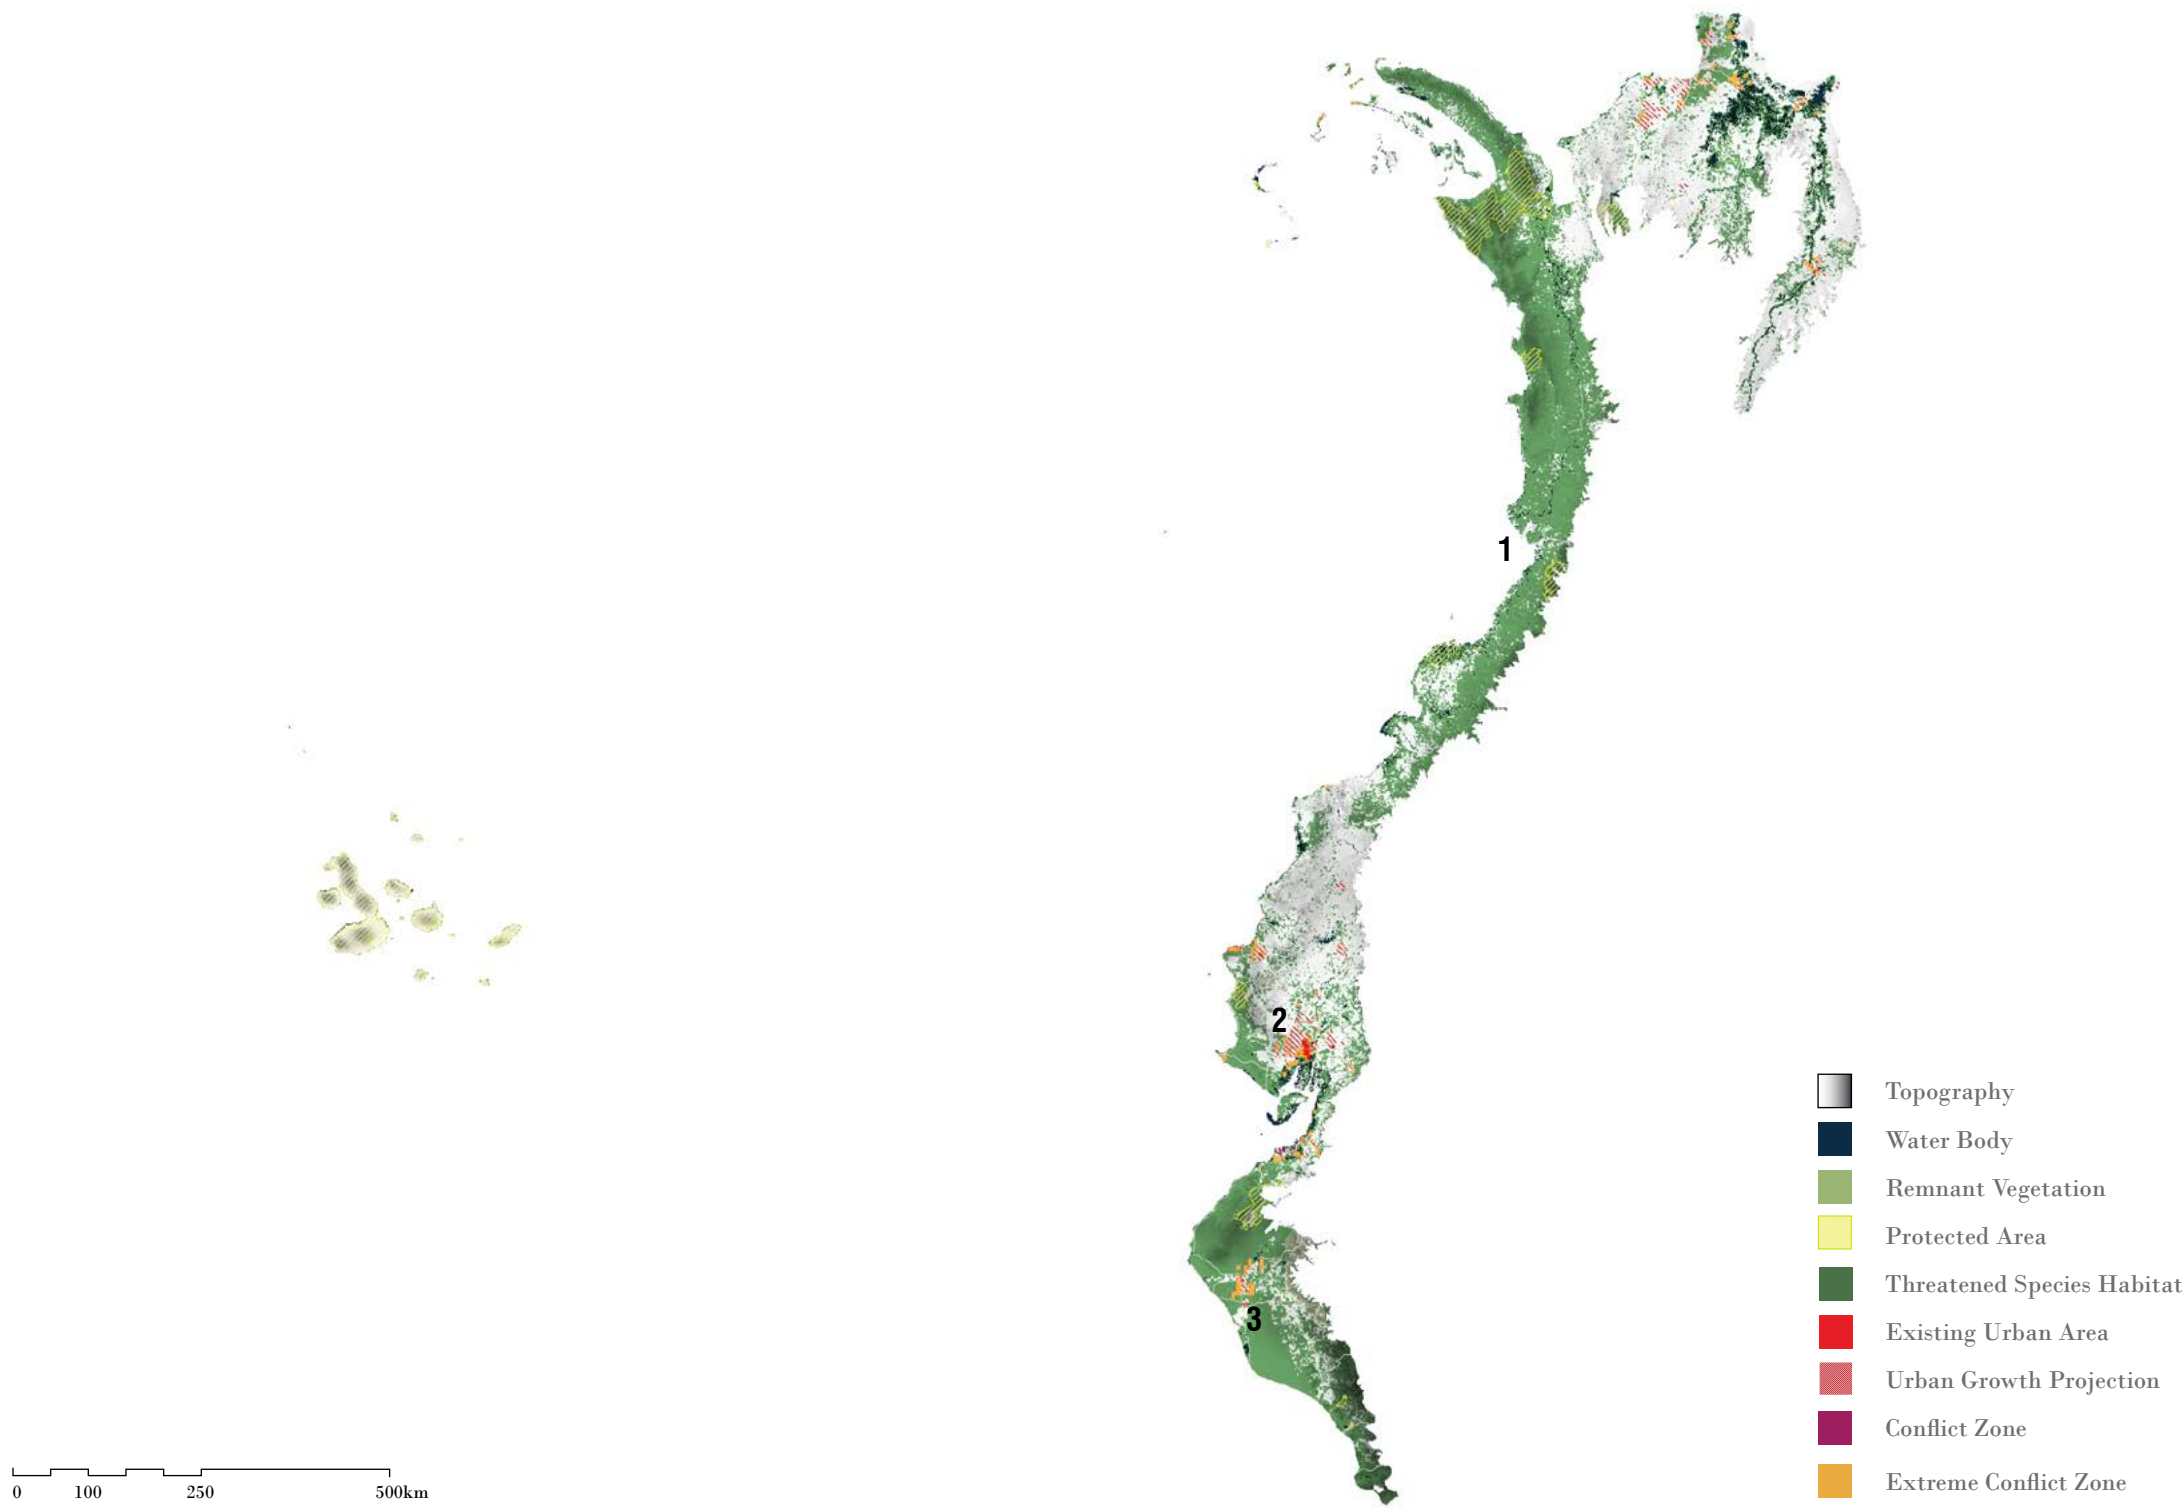 1
2
3
Topography
Water Body
Remnant Vegetation
Protected Area
Threatened Species Habitat
Existing Urban Area
Urban Growth Projection
Conflict Zone
Extreme Conflict Zone
0 100 250 500km